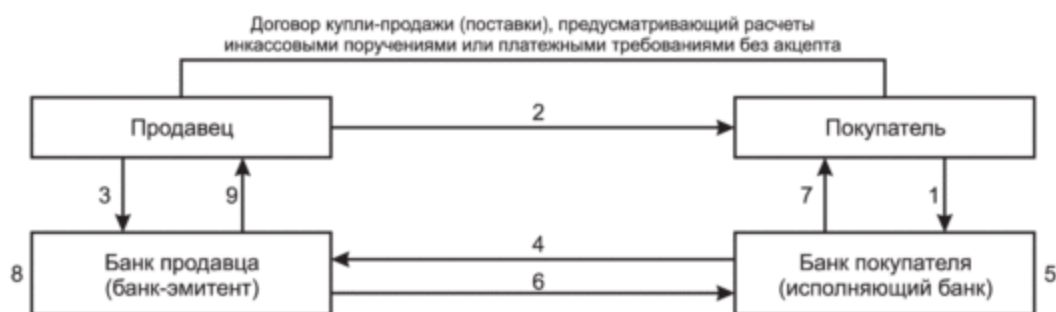 Договор купли-продажи (поставки), предусматривающий расчеты
инкассовыми поручениями или платежными требованиями без акцепта
Продавец
2
Покупатель
3
9
7
1
8
Банк продавца
(банк-эмитент)
4
6
Банк покупателя
(исполняющий банк)
5